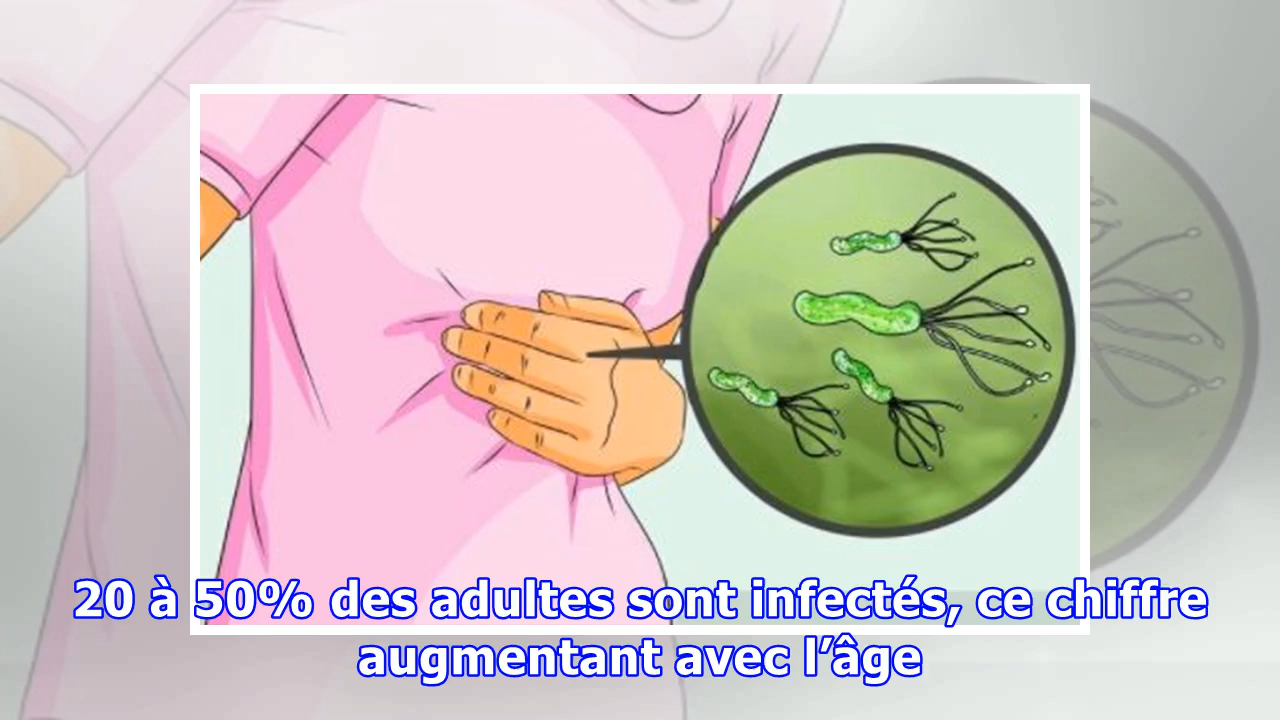 20 à 50% des adultes sont infectés, ce chiffre
augmentant avec l’âge